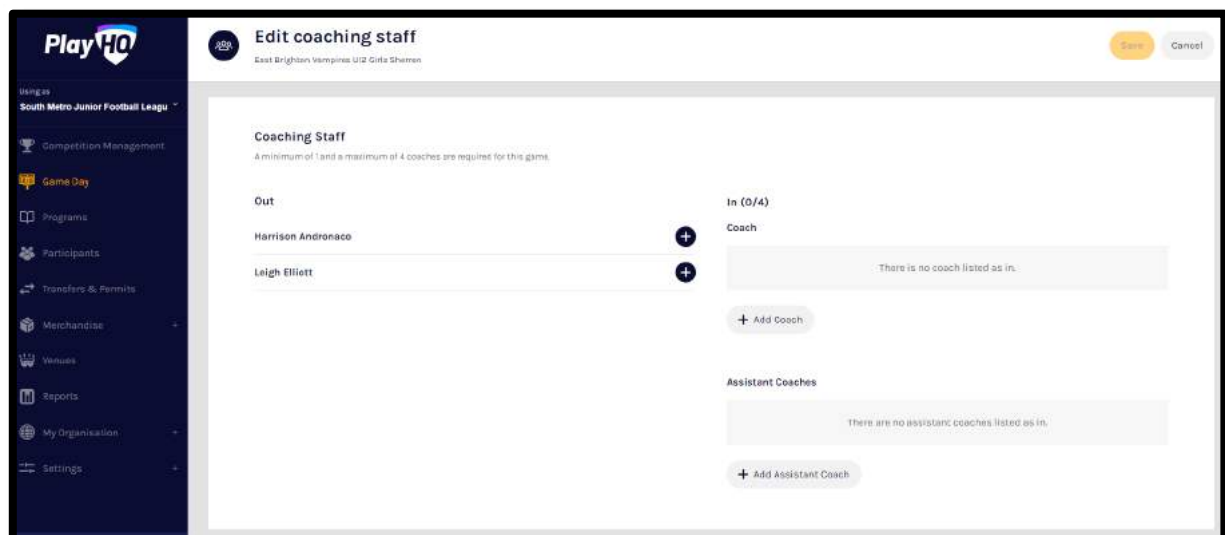 PlayHQ
Using as
South Metro Junior Football Leagu
Competition Management
Game Day
Programs
Participants
Transfers & Permits
Merchandise +
Venues
Reports
My Organisation +
Settings +
Edit coaching staff
East Brighton Vampires U12 Girls Sherren
Save
Cancel
Coaching Staff
A minimum of 1 and a maximum of 4 coaches are required for this game.
Out
Harrison Andronaco
Leigh Elliott
In (0/4)
Coach
There is no coach listed as in.
+ Add Coach
Assistant Coaches
There are no assistant coaches listed as in.
+ Add Assistant Coach